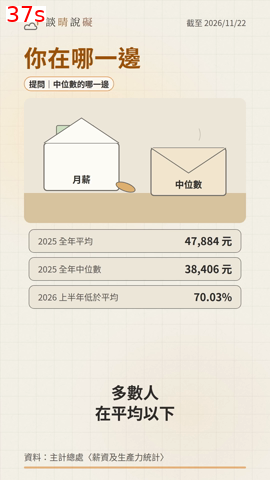 37s
談晴說礙
截至 2026/11/22
你在哪一邊
提問｜中位數的哪一邊
月薪
中位數
2025 全年平均 47,884 元
2025 全年中位數 38,406 元
2026 上半年低於平均 70.03%
多數人
在平均以下
資料：主計總處〈薪資及生產力統計〉